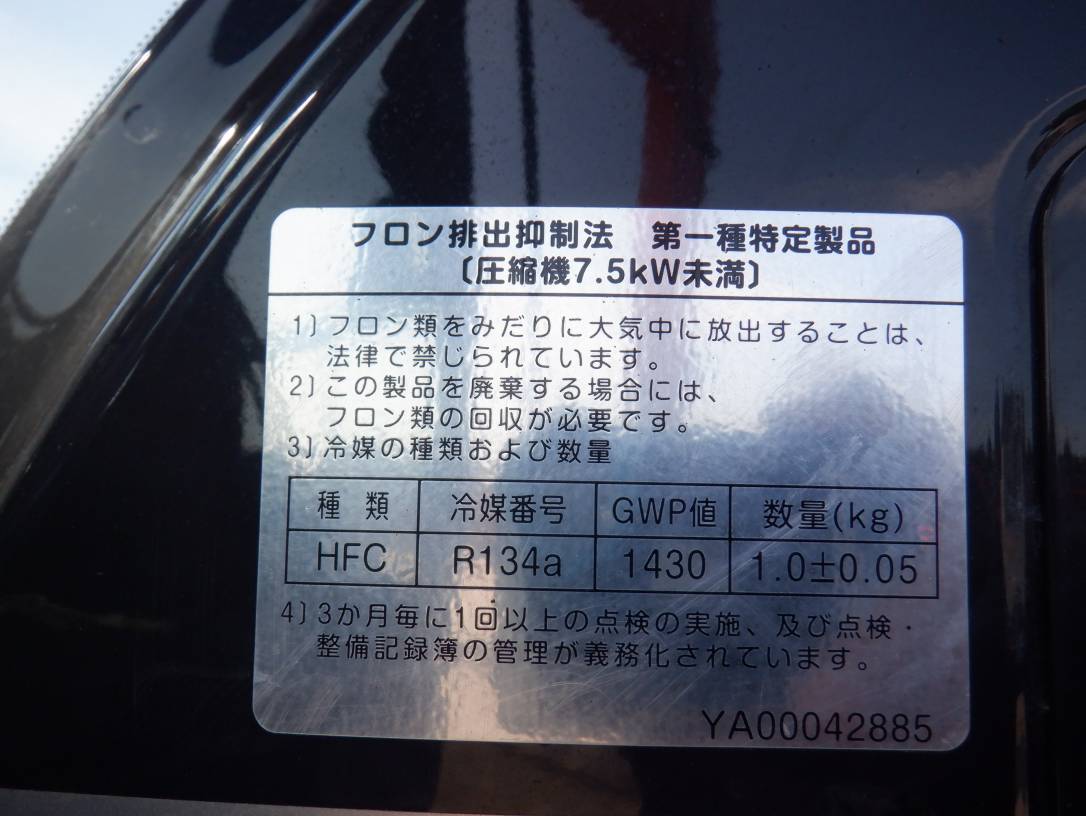 フロン排出抑制法　第一種特定製品
〔圧縮機7.5kW未満〕
1〕フロン類をみだりに大気中に放出することは、
法律で禁じられています。
2〕この製品を廃棄する場合には、
フロン類の回収が必要です。
3〕冷媒の種類および数量
種 類 冷媒番号 GWP値 数量(kg)
HFC R134a 1430 1.0±0.05
4〕3か月毎に1回以上の点検の実施、及び点検・
整備記録簿の管理が義務化されています。
YA00042885